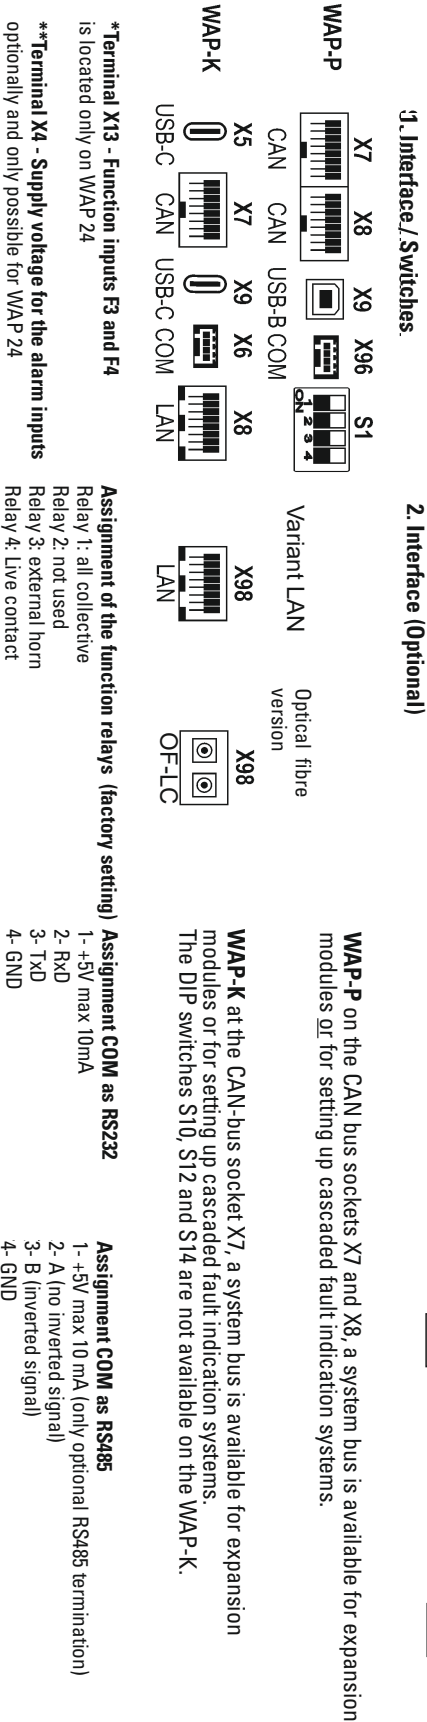 1. Interface / Switches.
2. Interface (Optional)
WAP-P
X7
X8
X9
X96
S1
CAN
CAN
USB-B
COM
1 2 3 4
ON
Variant LAN
Optical fibre
version
WAP-P on the CAN bus sockets X7 and X8, a system bus is available for expansion
modules or for setting up cascaded fault indication systems.
WAP-K
X5
X7
X9
X6
X8
X98
X98
USB-C
CAN
USB-C
COM
LAN
LAN
OF-LC
WAP-K at the CAN-bus socket X7, a system bus is available for expansion
modules or for setting up cascaded fault indication systems.
The DIP switches S10, S12 and S14 are not available on the WAP-K.
*Terminal X13 - Function inputs F3 and F4
is located only on WAP 24
**Terminal X4 - Supply voltage for the alarm inputs
optionally and only possible for WAP 24
Assignment of the function relays (factory setting)
Relay 1: all collective
Relay 2: not used
Relay 3: external horn
Relay 4: Live contact
Assignment COM as RS232
1- +5V max 10mA
2- RxD
3- TxD
4- GND
Assignment COM as RS485
1- +5V max 10 mA (only optional RS485 termination)
2- A (no inverted signal)
3- B (inverted signal)
4- GND